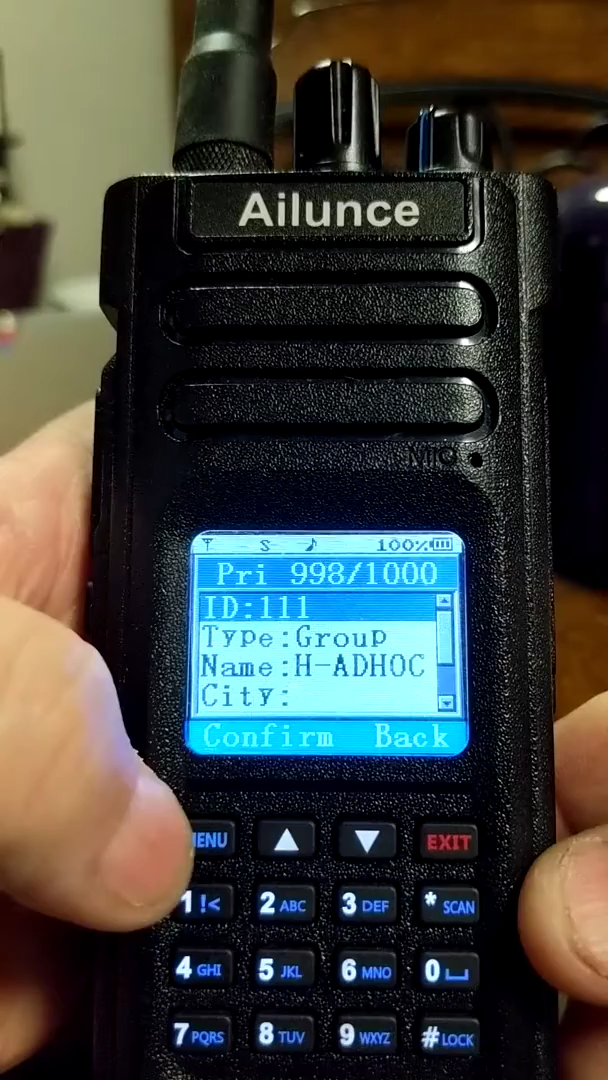 Ailunce
MIC
S 100%
Pri 998/1000
ID:111
Type:Group
Name:H-ADHOC
City:
Confirm Back
ENU EXIT
1 !< 2 ABC 3 DEF * SCAN
4 GHI 5 JKL 6 MNO 0
7 PQRS 8 TUV 9 WXYZ # LOCK